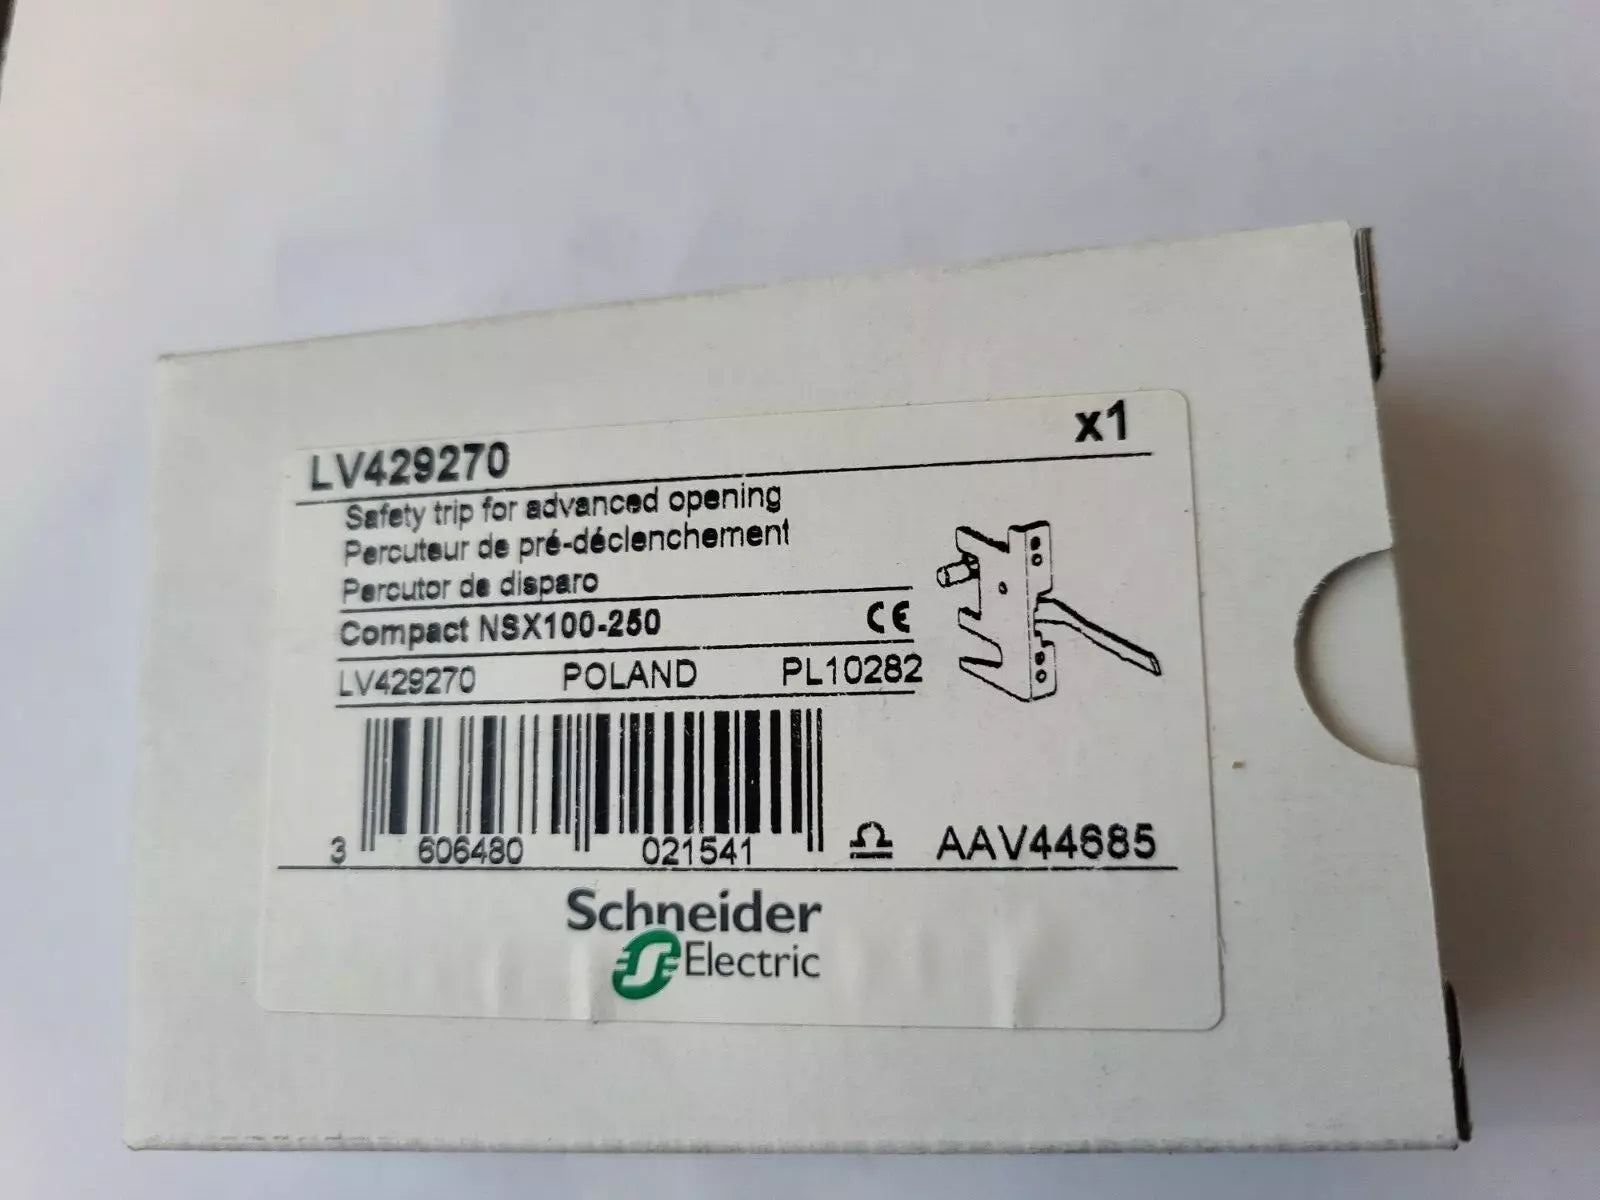 LV429270 x1
Safety trip for advanced opening
Percuteur de pré-déclenchement
Percutor de disparo
Compact NSX100-250 CE
LV429270 POLAND PL10282
3 606480 021541 AAV44685
Schneider
Electric